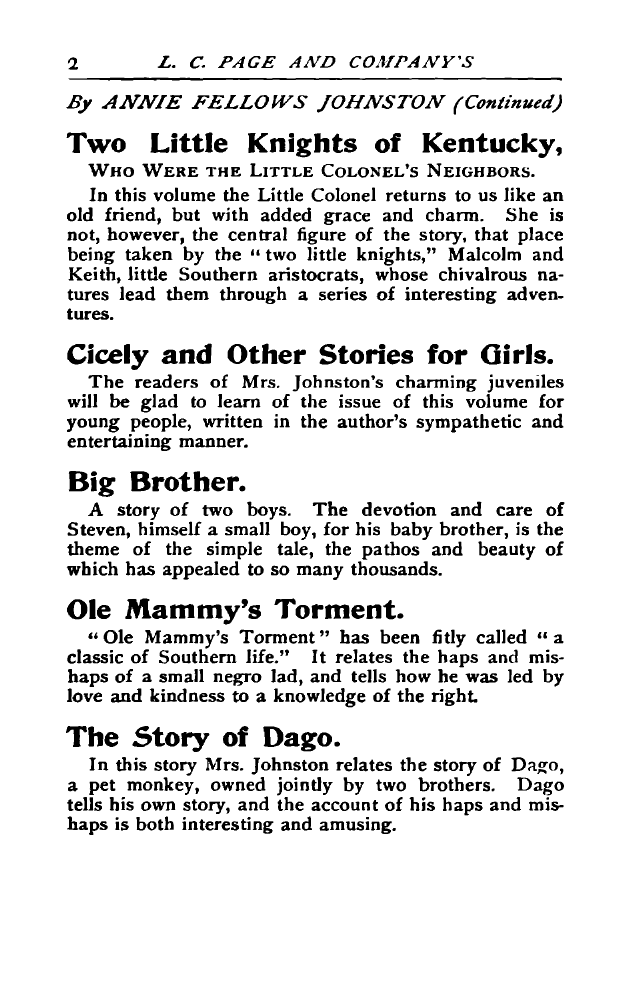 2 L. C. PAGE AND COMPANY'S
By ANNIE FELLOWS JOHNSTON (Continued)
Two Little Knights of Kentucky,
WHO WERE THE LITTLE COLONEL'S NEIGHBORS.
In this volume the Little Colonel returns to us like an
old friend, but with added grace and charm. She is
not, however, the central figure of the story, that place
being taken by the “two little knights,” Malcolm and
Keith, little Southern aristocrats, whose chivalrous na-
tures lead them through a series of interesting adven-
tures.
Cicely and Other Stories for Girls.
The readers of Mrs. Johnston's charming juveniles
will be glad to learn of the issue of this volume for
young people, written in the author's sympathetic and
entertaining manner.
Big Brother.
A story of two boys. The devotion and care of
Steven, himself a small boy, for his baby brother, is the
theme of the simple tale, the pathos and beauty of
which has appealed to so many thousands.
Ole Mammy's Torment.
“Ole Mammy's Torment” has been fitly called “a
classic of Southern life.” It relates the haps and mis-
haps of a small negro lad, and tells how he was led by
love and kindness to a knowledge of the right.
The Story of Dago.
In this story Mrs. Johnston relates the story of Dago,
a pet monkey, owned jointly by two brothers. Dago
tells his own story, and the account of his haps and mis-
haps is both interesting and amusing.